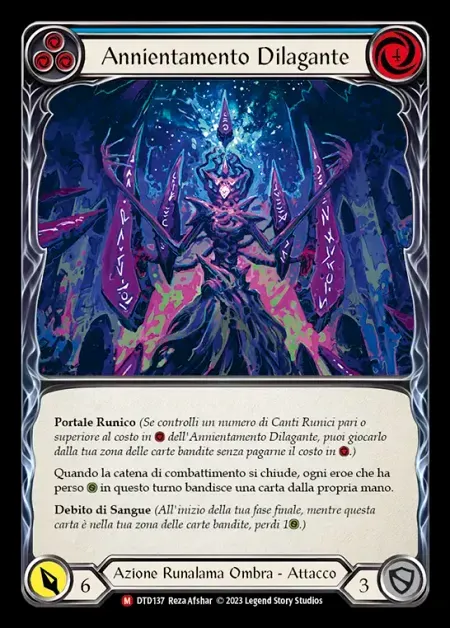 Annientamento Dilagante
4
Portale Runico (Se controlli un numero di Canti Runici pari o
superiore al costo in dell'Annientamento Dilagante, puoi giocarlo
dalla tua zona delle carte bandite senza pagarne il costo in .)
Quando la catena di combattimento si chiude, ogni eroe che ha
perso in questo turno bandisce una carta dalla propria mano.
Debito di Sangue (All'inizio della tua fase finale, mentre questa
carta è nella tua zona delle carte bandite, perdi 1 .)
6 Azione Runalama Ombra - Attacco 3
M DTD137 Reza Afshar © 2023 Legend Story Studios